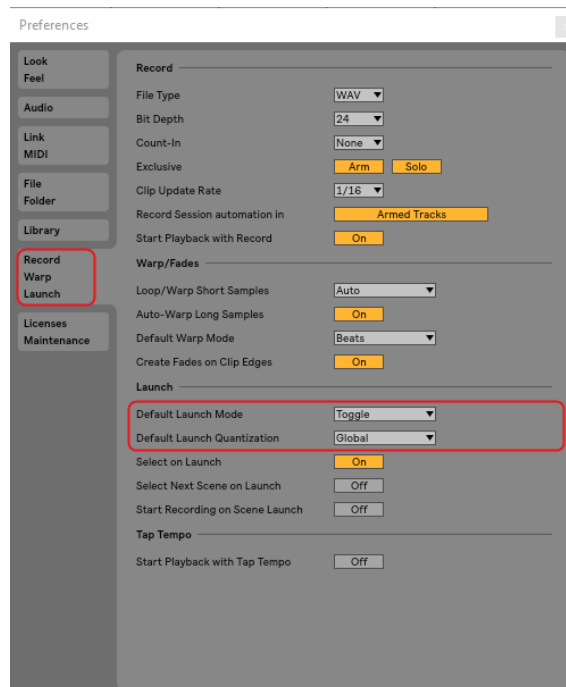 Preferences
Look
Feel
Audio
Link
MIDI
File
Folder
Library
Record
Warp
Launch
Licenses
Maintenance
Record
File Type WAV
Bit Depth 24
Count-In None
Exclusive Arm Solo
Clip Update Rate 1/16
Record Session automation in Armed Tracks
Start Playback with Record On
Warp/Fades
Loop/Warp Short Samples Auto
Auto-Warp Long Samples On
Default Warp Mode Beats
Create Fades on Clip Edges On
Launch
Default Launch Mode Toggle
Default Launch Quantization Global
Select on Launch On
Select Next Scene on Launch Off
Start Recording on Scene Launch Off
Tap Tempo
Start Playback with Tap Tempo Off